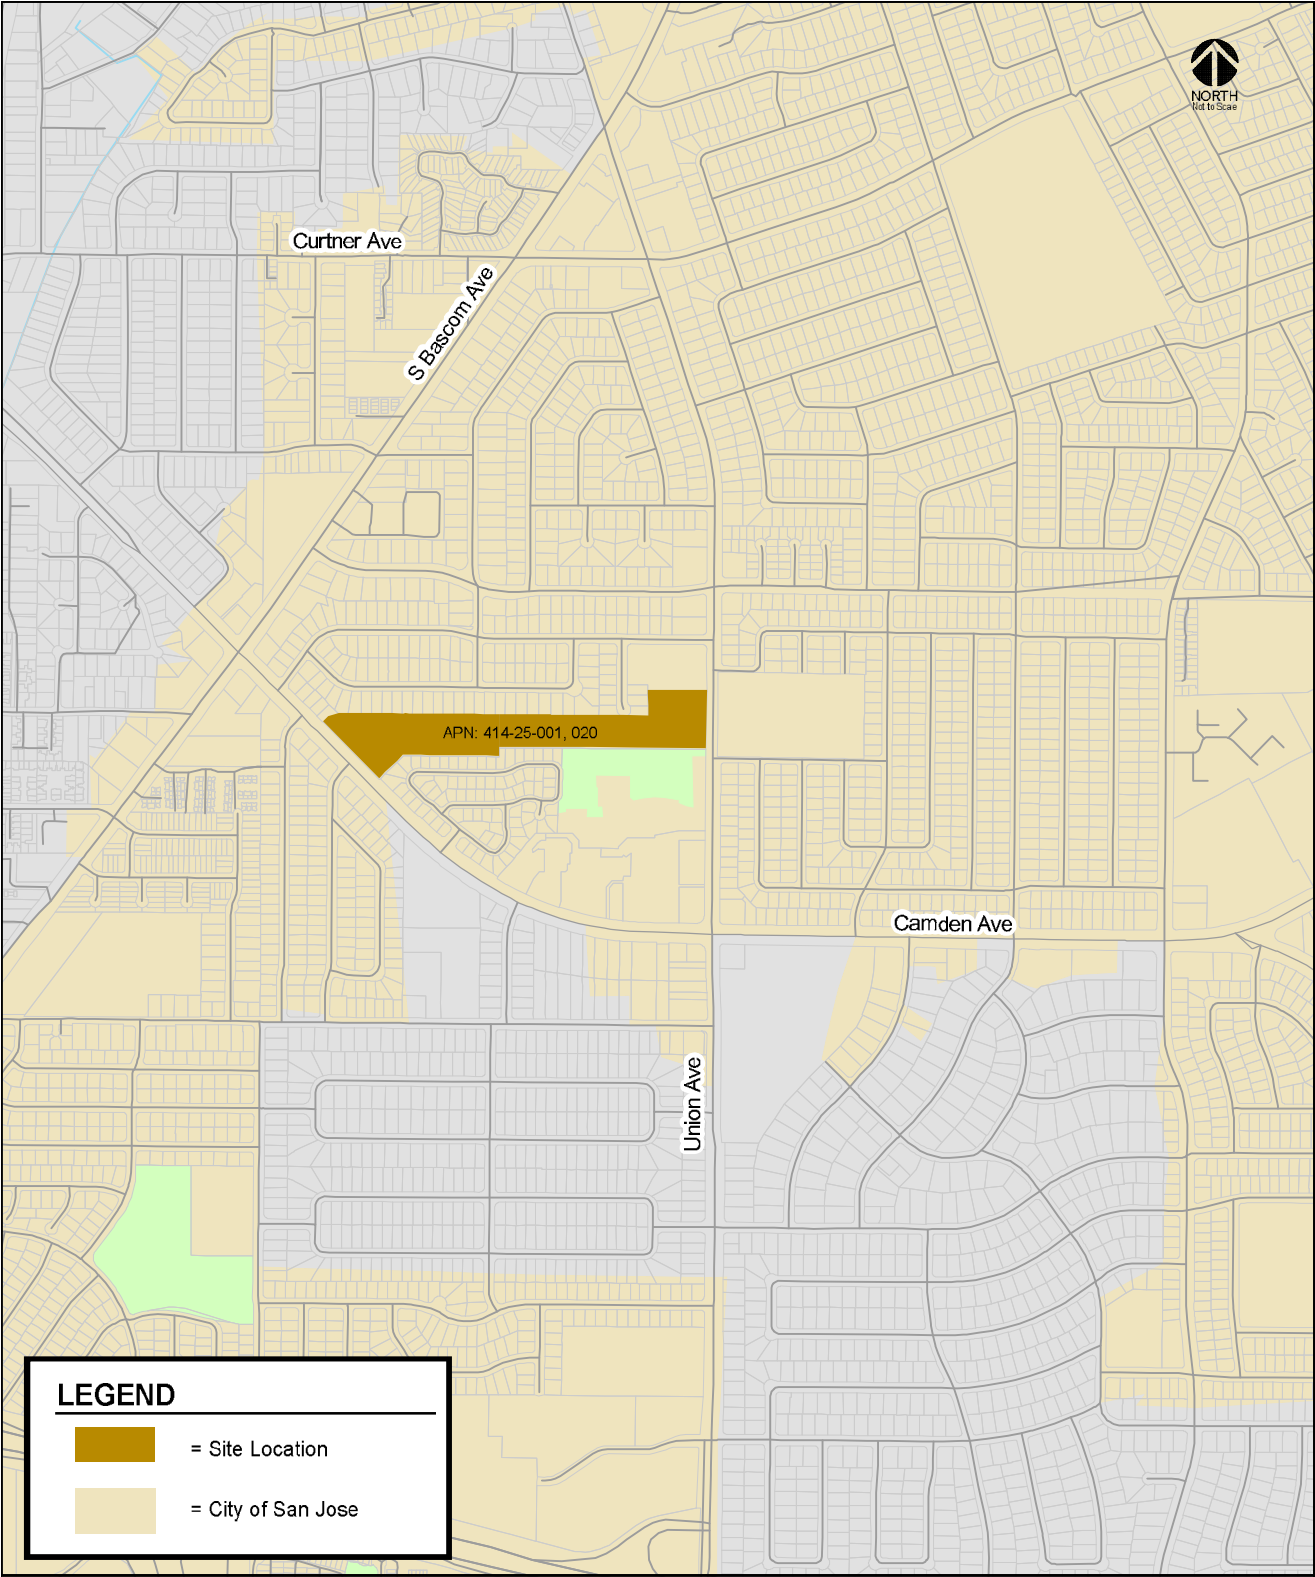 NORTH
Not to Scale
Curtner Ave
S Bascom Ave
APN: 414-25-001, 020
Camden Ave
Union Ave
LEGEND
= Site Location
= City of San Jose